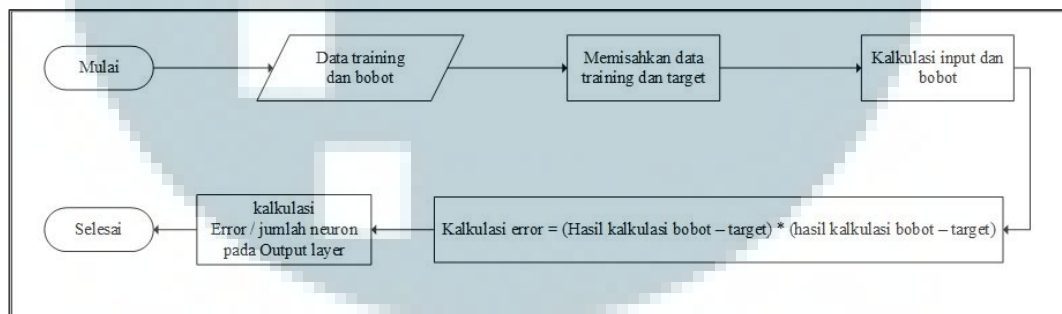 Mulai
Data training
dan bobot
Memisahkan data
training dan target
Kalkulasi input dan
bobot
Kalkulasi error = (Hasil kalkulasi bobot – target) * (hasil kalkulasi bobot – target)
kalkulasi
Error / jumlah neuron
pada Output layer
Selesai